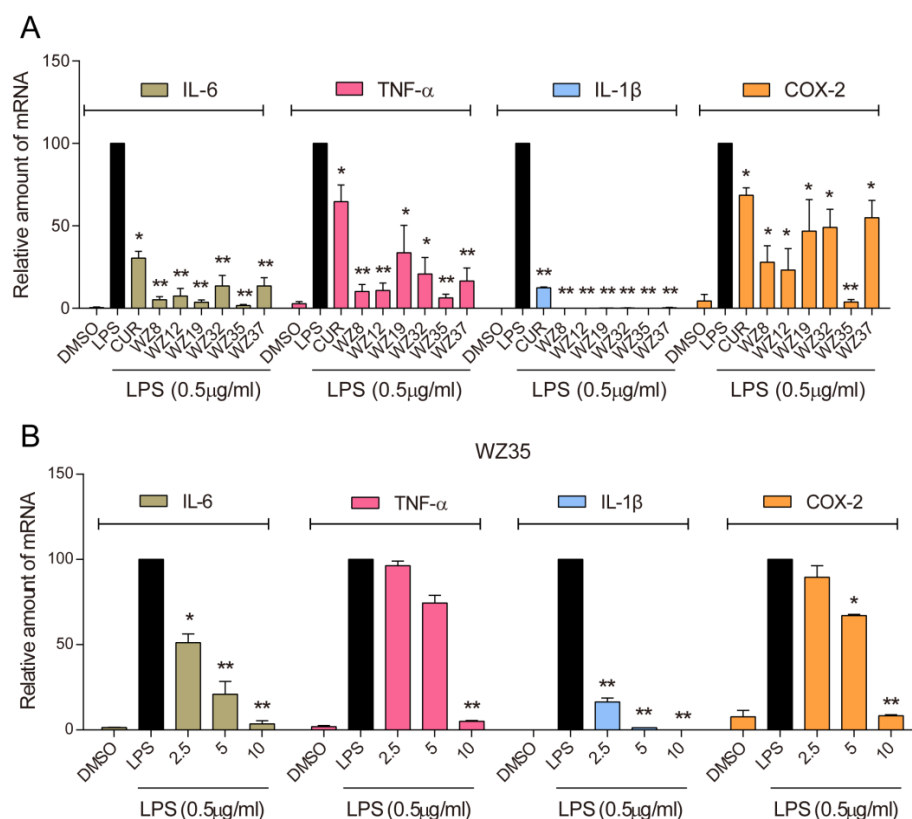 A
Relative amount of mRNA
150
100
50
0
IL-6
TNF-α
IL-1β
COX-2
* ** ** ** ** ** **
* ** ** * * ** **
** ** ** ** ** ** **
* * * * * ** *
DMSO LPS CUR WZ8 WZ12 WZ19 WZ32 WZ35 WZ37
DMSO LPS CUR WZ8 WZ12 WZ19 WZ32 WZ35 WZ37
DMSO LPS CUR WZ8 WZ12 WZ19 WZ32 WZ35 WZ37
DMSO LPS CUR WZ8 WZ12 WZ19 WZ32 WZ35 WZ37
LPS (0.5μg/ml) LPS (0.5μg/ml) LPS (0.5μg/ml) LPS (0.5μg/ml)
B
WZ35
Relative amount of mRNA
150
100
50
0
IL-6
TNF-α
IL-1β
COX-2
* ** **
**
** ** **
* **
DMSO LPS 2.5 5 10
DMSO LPS 2.5 5 10
DMSO LPS 2.5 5 10
DMSO LPS 2.5 5 10
LPS (0.5μg/ml) LPS (0.5μg/ml) LPS (0.5μg/ml) LPS (0.5μg/ml)